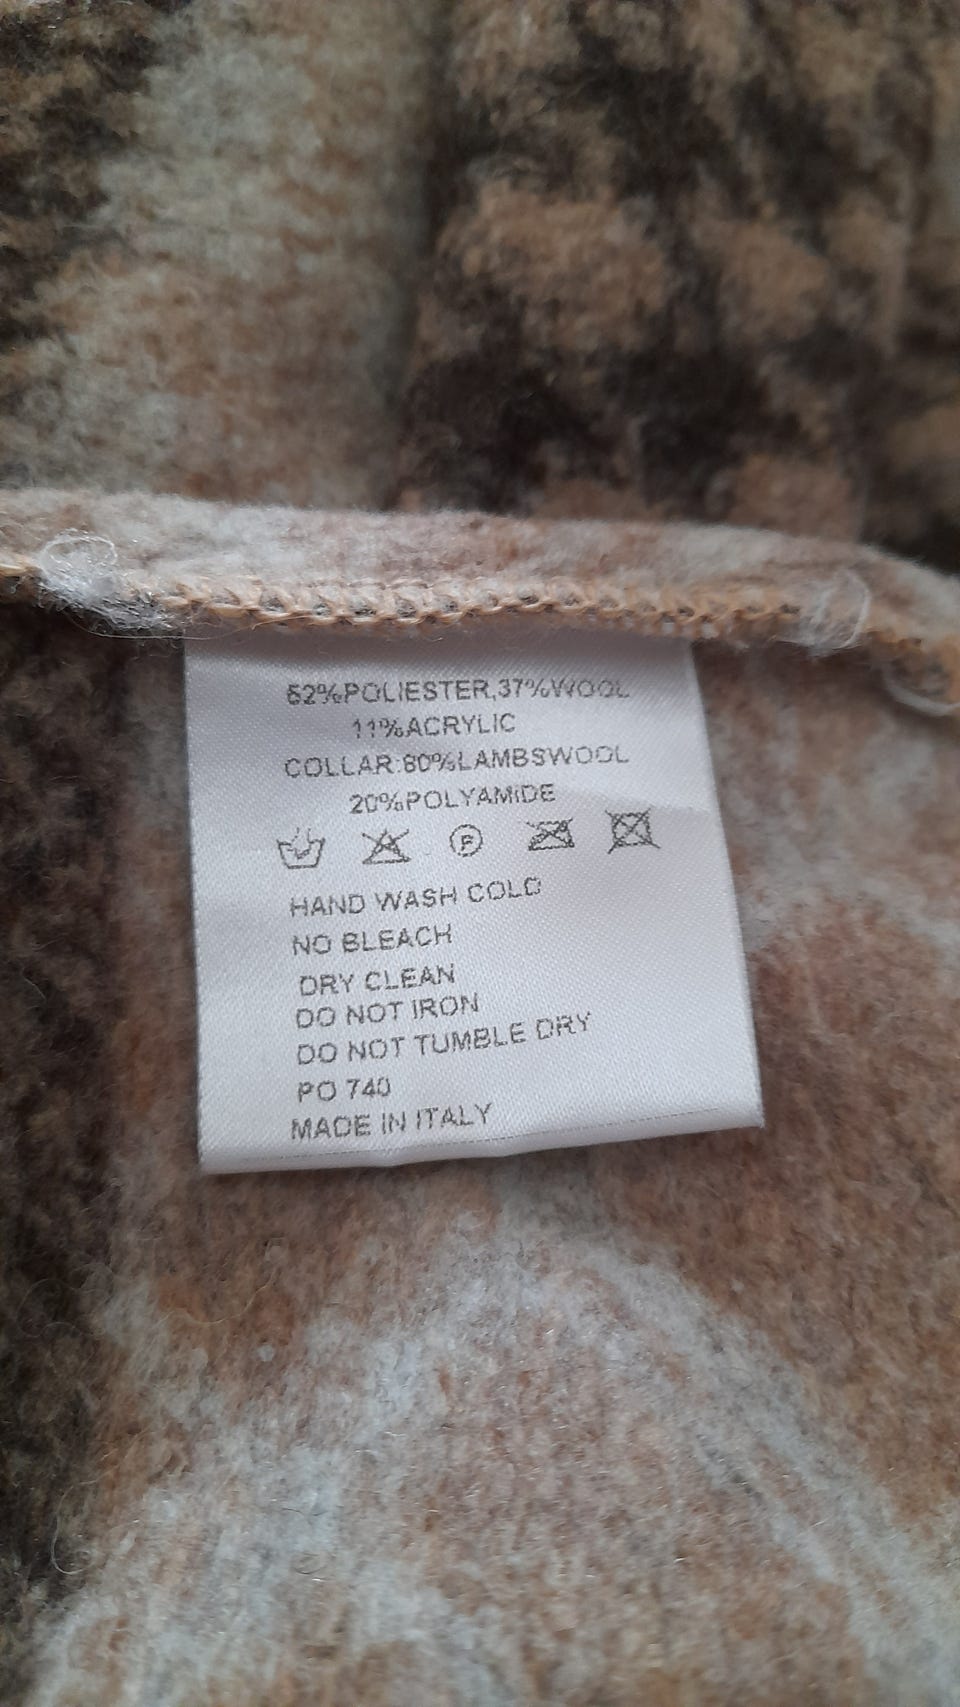 52%POLIESTER,37%WOOL
11%ACRYLIC
COLLAR:80%LAMBSWOOL
20%POLYAMIDE
F
HAND WASH COLD
NO BLEACH
DRY CLEAN
DO NOT IRON
DO NOT TUMBLE DRY
PO 740
MADE IN ITALY